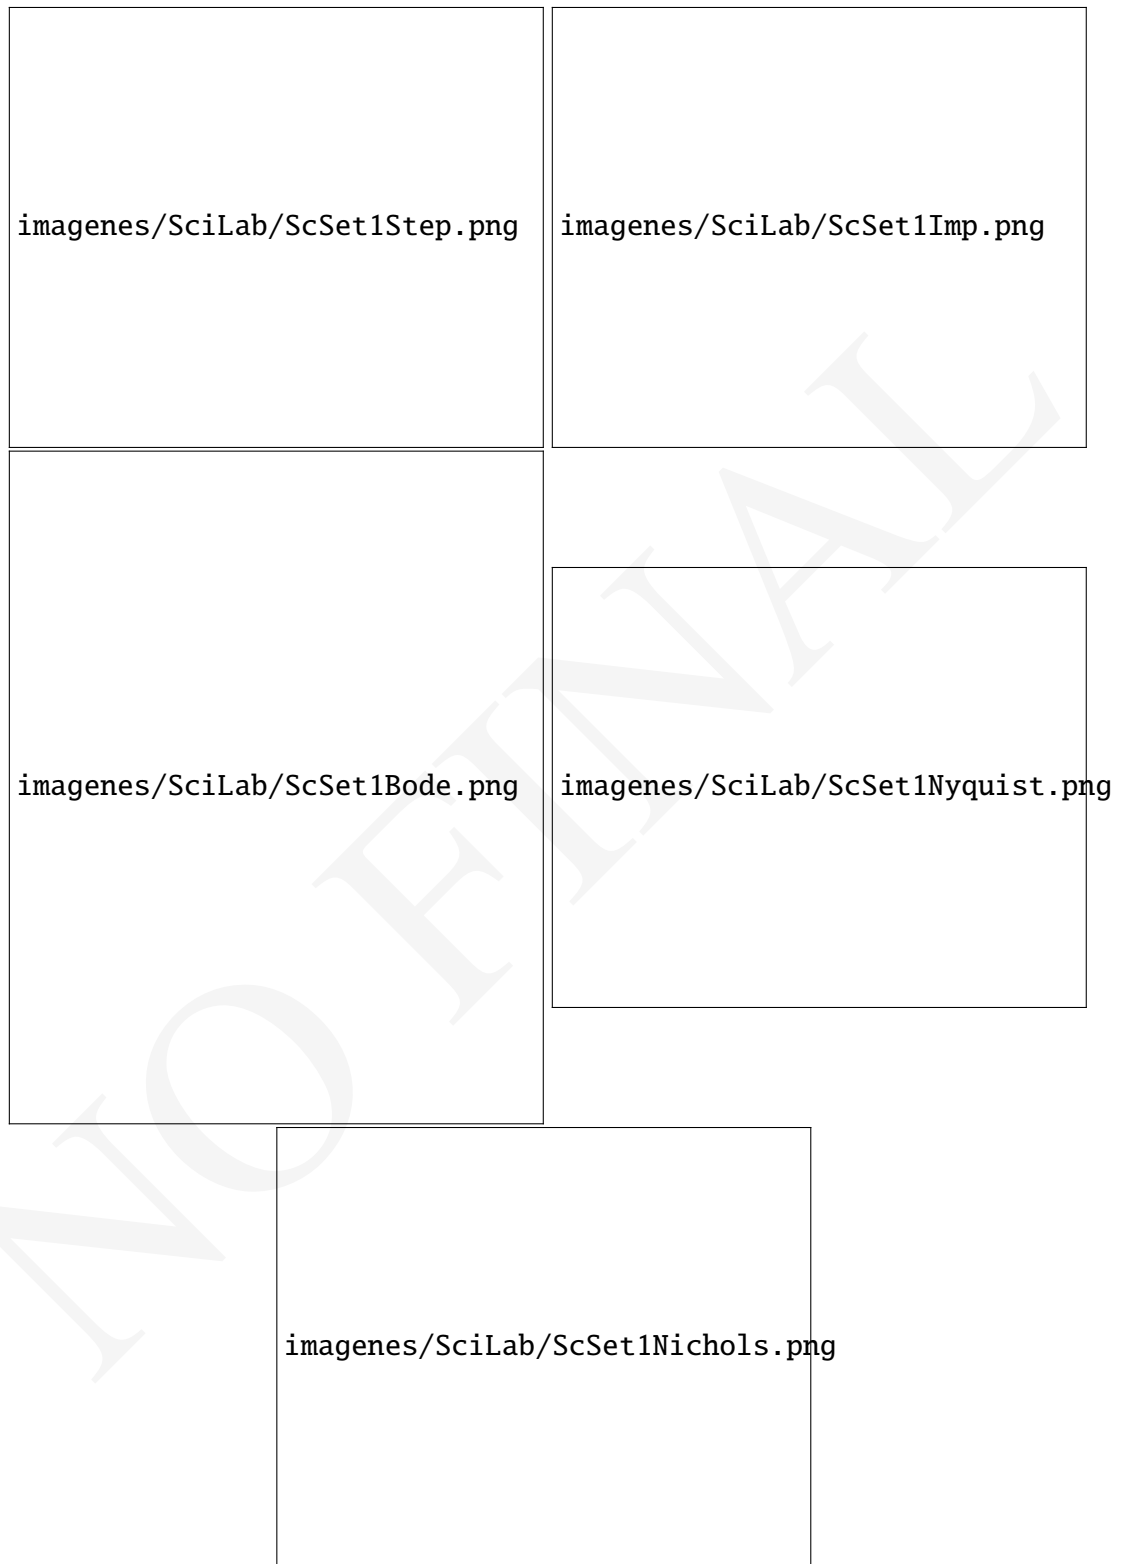 imagenes/SciLab/ScSet1Step.png
imagenes/SciLab/ScSet1Imp.png
imagenes/SciLab/ScSet1Bode.png
imagenes/SciLab/ScSet1Nyquist.png
imagenes/SciLab/ScSet1Nichols.png
NO FINAL